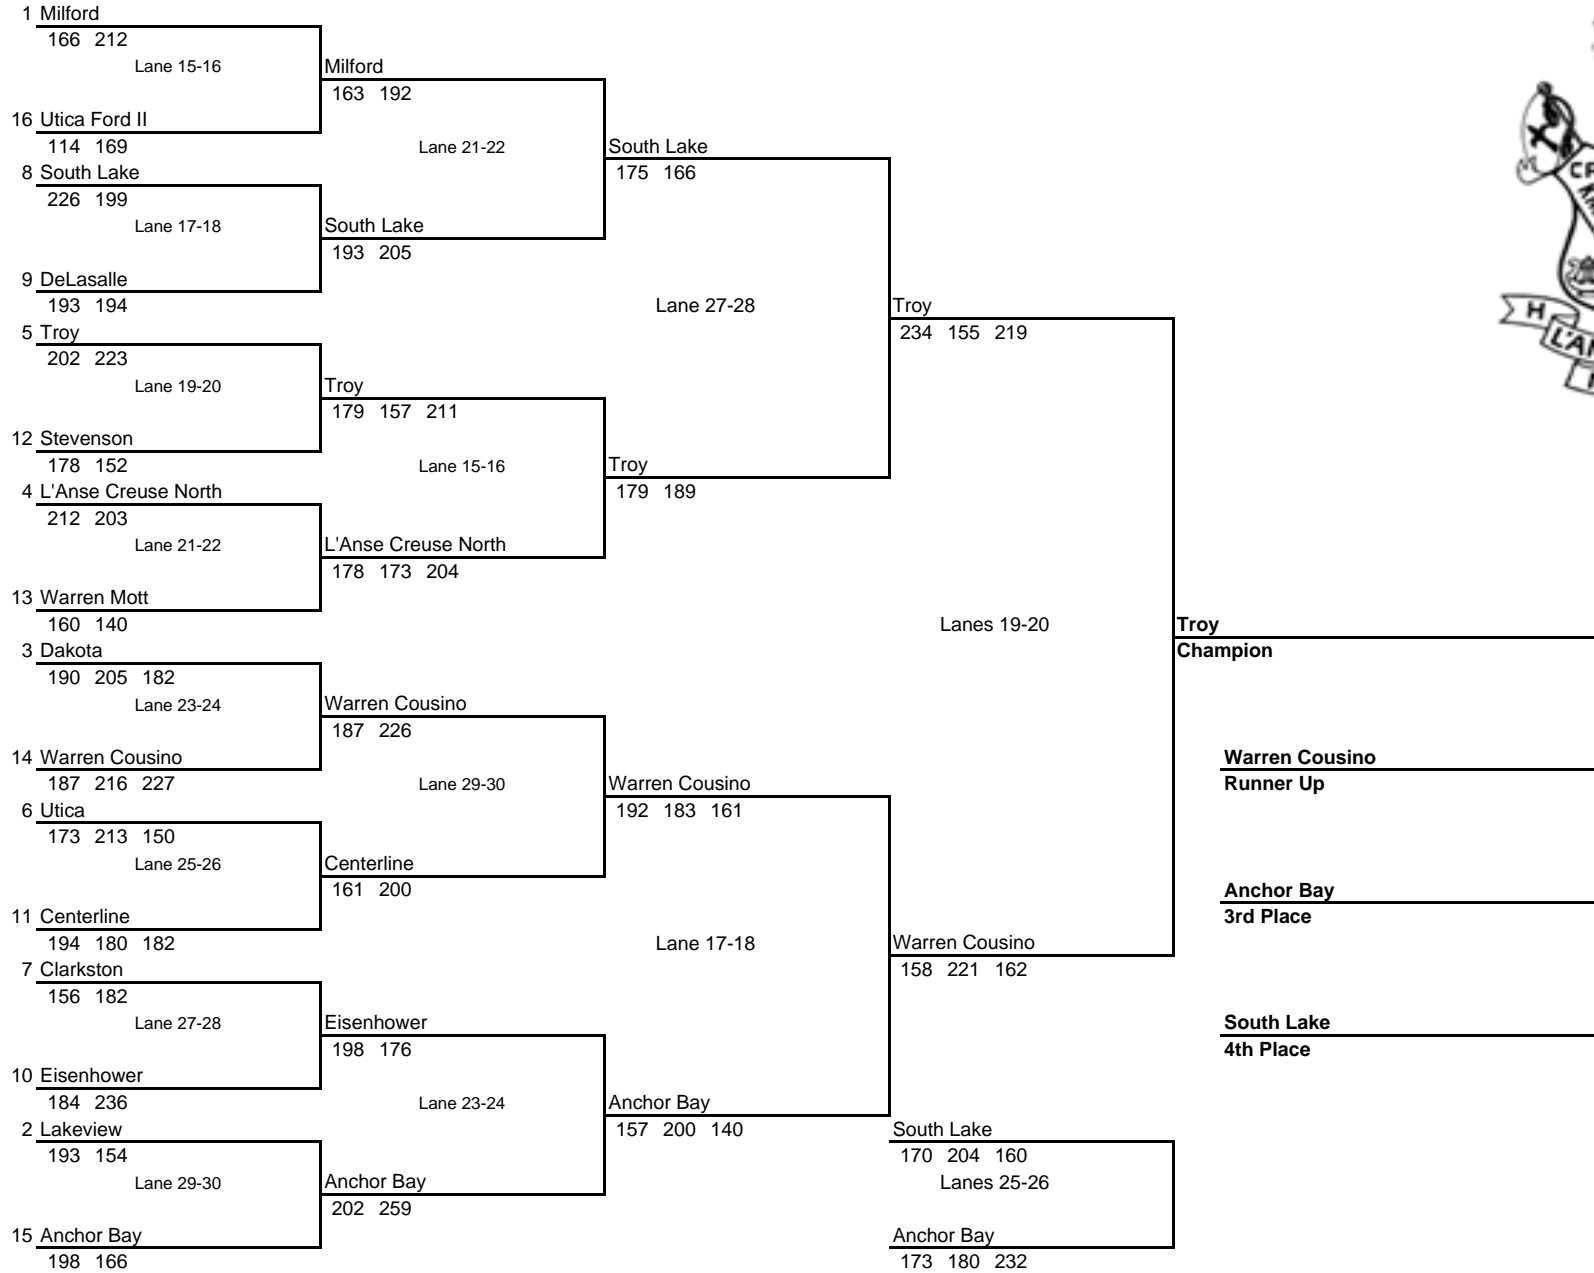 1 Milford
166 212
Lane 15-16
16 Utica Ford II
114 169
8 South Lake
226 199
Lane 17-18
9 DeLasalle
193 194
5 Troy
202 223
Lane 19-20
12 Stevenson
178 152
4 L'Anse Creuse North
212 203
Lane 21-22
13 Warren Mott
160 140
3 Dakota
190 205 182
Lane 23-24
14 Warren Cousino
187 216 227
6 Utica
173 213 150
Lane 25-26
11 Centerline
194 180 182
7 Clarkston
156 182
Lane 27-28
10 Eisenhower
184 236
2 Lakeview
193 154
Lane 29-30
15 Anchor Bay
198 166
Milford
163 192
Lane 21-22
South Lake
193 205
Troy
179 157 211
Lane 15-16
L'Anse Creuse North
178 173 204
Warren Cousino
187 226
Lane 29-30
Centerline
161 200
Eisenhower
198 176
Lane 23-24
Anchor Bay
202 259
South Lake
175 166
Lane 27-28
Troy
179 189
Warren Cousino
192 183 161
Lane 17-18
Anchor Bay
157 200 140
Troy
234 155 219
Lanes 19-20
Warren Cousino
158 221 162
South Lake
170 204 160
Lanes 25-26
Anchor Bay
173 180 232
Troy
Champion
Warren Cousino
Runner Up
Anchor Bay
3rd Place
South Lake
4th Place
H